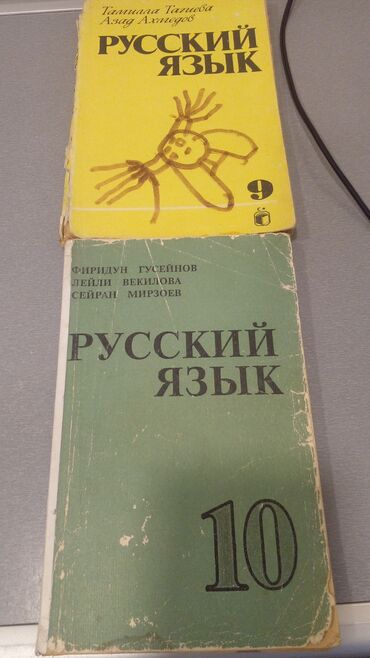 Тамилла Тагиева
Азад Ахмедов
РУССКИЙ
ЯЗЫК
9
ФИРИДУН ГУСЕЙНОВ
ЛЕЙЛИ ВЕКИЛОВА
СЕЙРАН МИРЗОЕВ
РУССКИЙ
ЯЗЫК
10